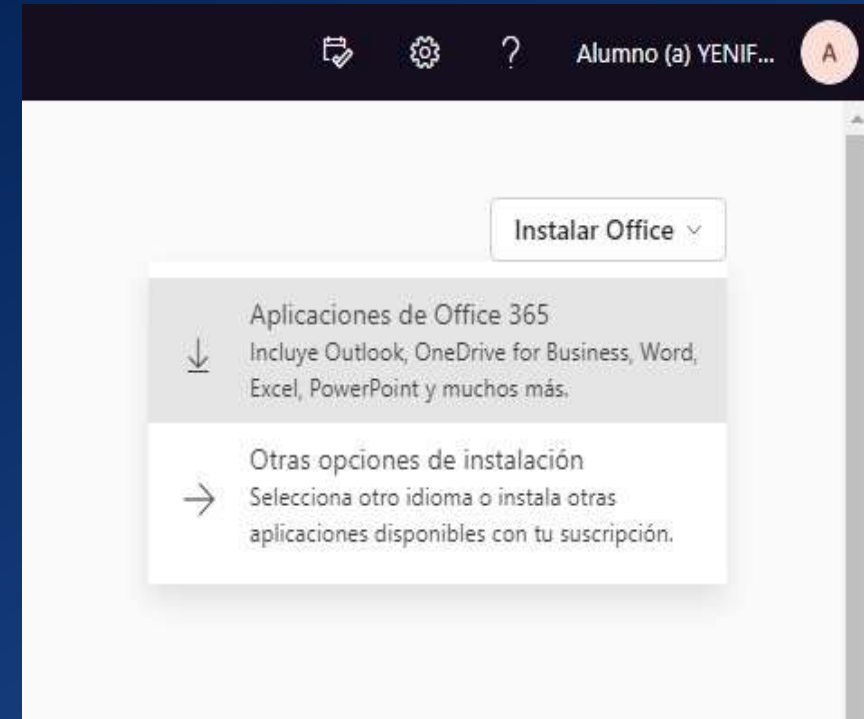 Alumno (a) YENIF...
A
Instalar Office
Aplicaciones de Office 365
Incluye Outlook, OneDrive for Business, Word,
Excel, PowerPoint y muchos más.
Otras opciones de instalación
Selecciona otro idioma o instala otras
aplicaciones disponibles con tu suscripción.